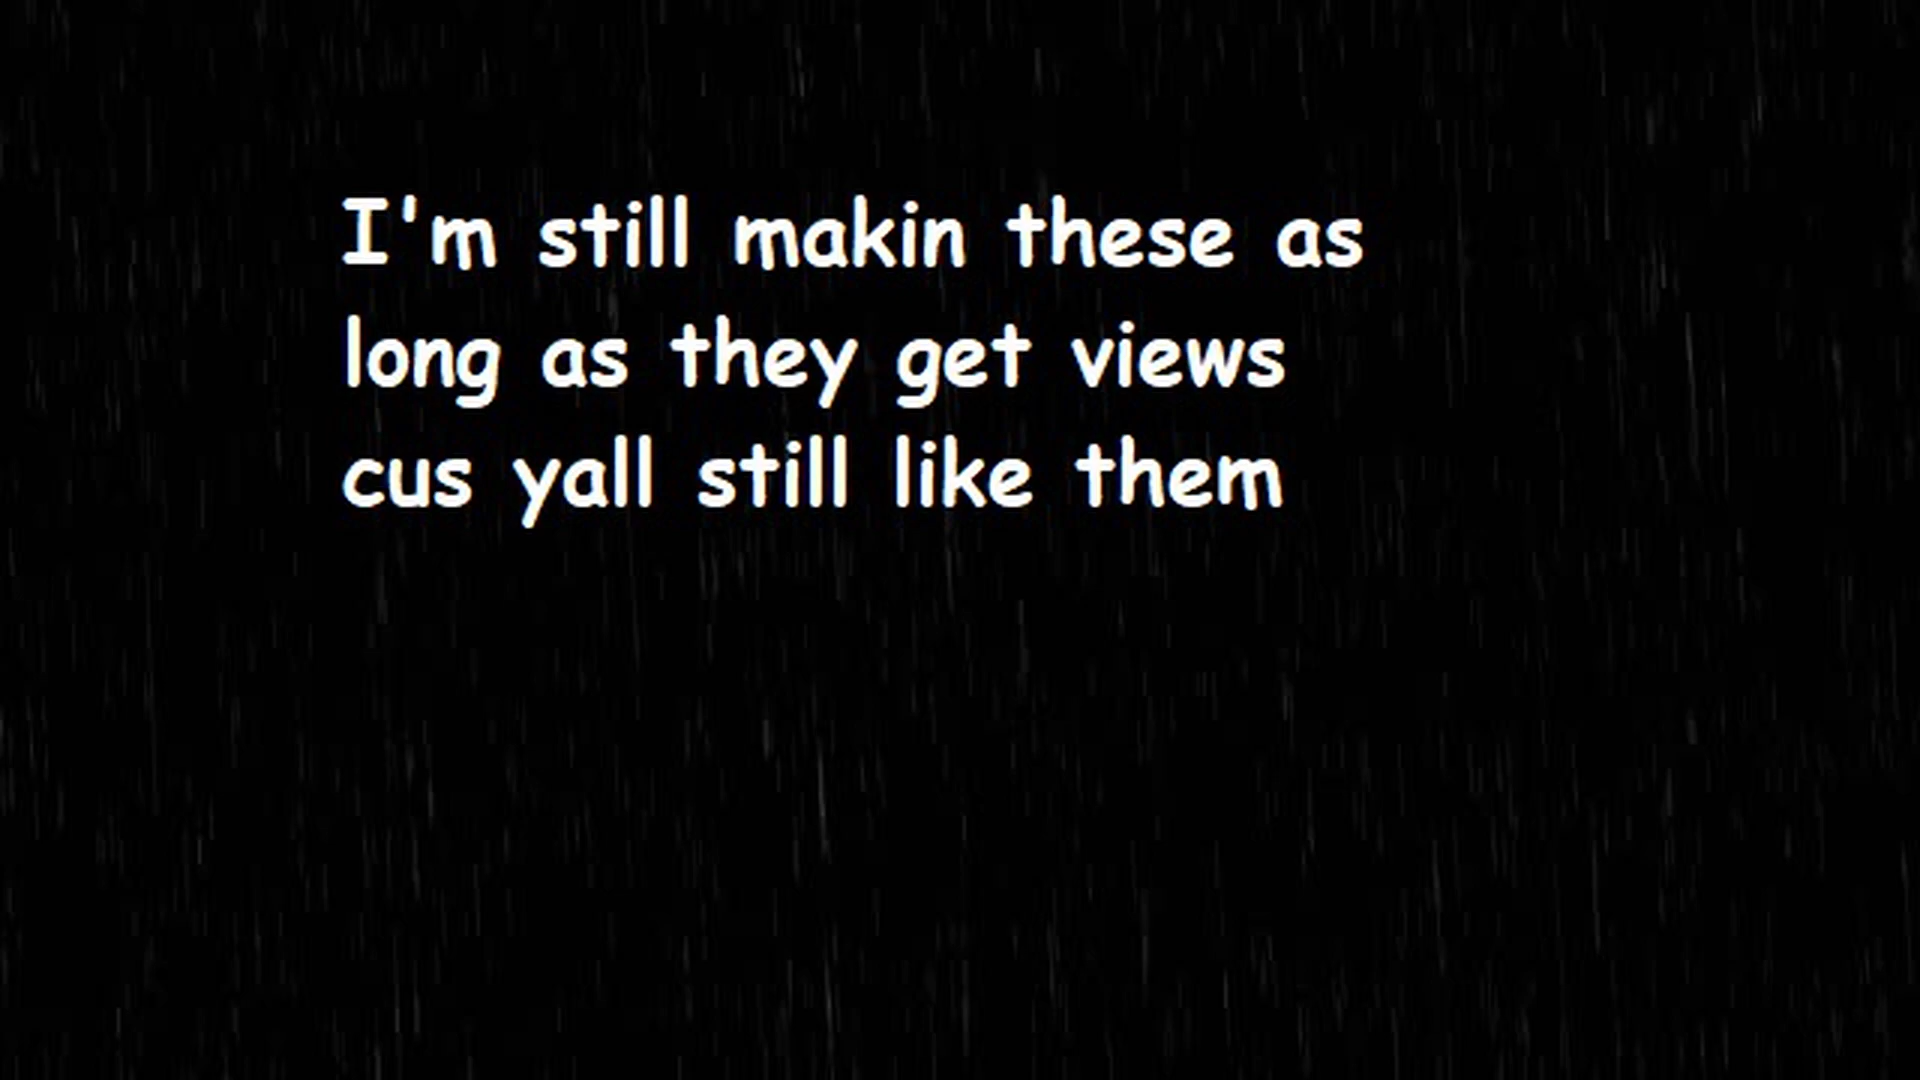 I'm still makin these as
long as they get views
cus yall still like them